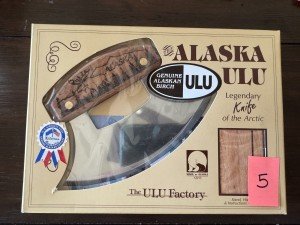 THE ALASKA
ULU
GENUINE
ALASKAN
BIRCH
ULU
Legendary
Knife
of the Arctic
5
The ULU Factory